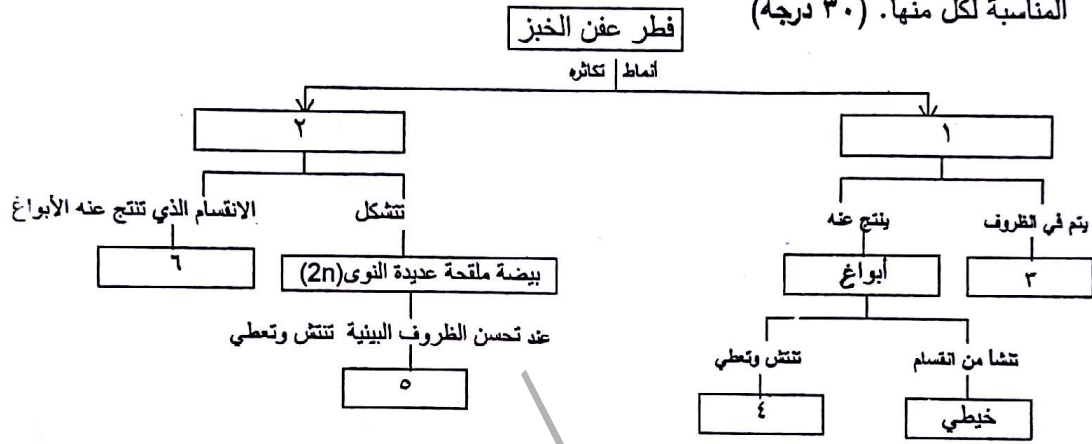 المناسبة لكل منها. (٣٠ درجة)
فطر عفن الخبز
أنماط تكاثره
١
٢
يتم في الظروف
ينتج عنه
تتشكل
الانقسام الذي تنتج عنه الأبواغ
٣
أبواغ
بيضة ملقحة عديدة النوى(2n)
٦
تنشا من انقسام
تنتش وتعطي
عند تحسن الظروف البيئية تنتش وتعطي
خيطي
٤
٥